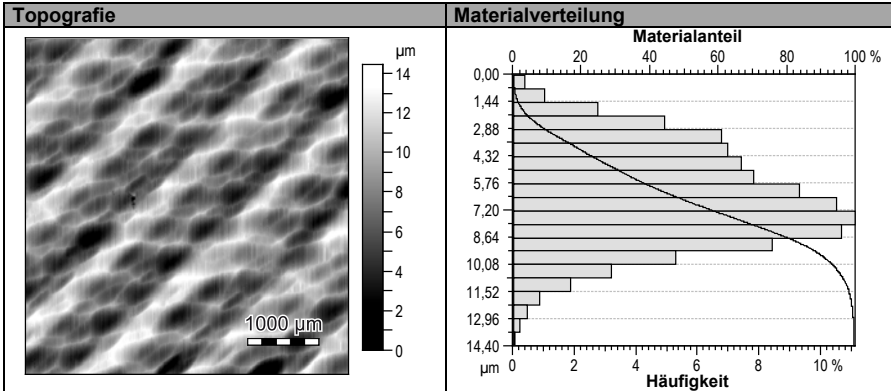 Topografie
Materialverteilung
µm
14
12
10
8
6
4
2
0
1000 µm
Materialanteil
0 20 40 60 80 100 %
0,00
1,44
2,88
4,32
5,76
7,20
8,64
10,08
11,52
12,96
14,40
µm
0 2 4 6 8 10 %
Häufigkeit